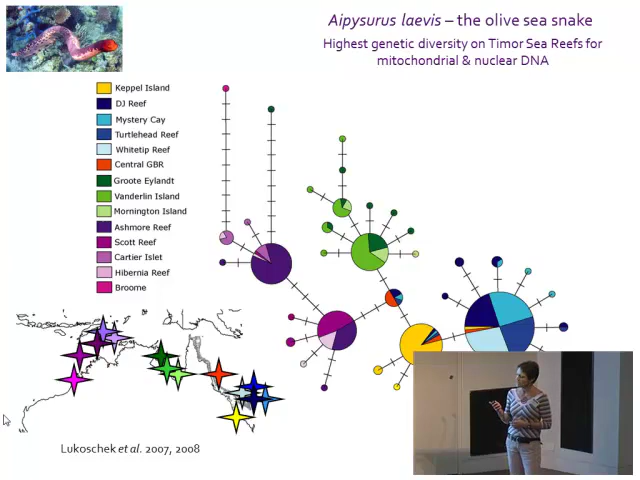 Aipysurus laevis – the olive sea snake
Highest genetic diversity on Timor Sea Reefs for
mitochondrial & nuclear DNA
Keppel Island
DJ Reef
Mystery Cay
Turtlehead Reef
Whitetip Reef
Central GBR
Groote Eylandt
Vanderlin Island
Mornington Island
Ashmore Reef
Scott Reef
Cartier Islet
Hibernia Reef
Broome
Lukoschek et al. 2007, 2008